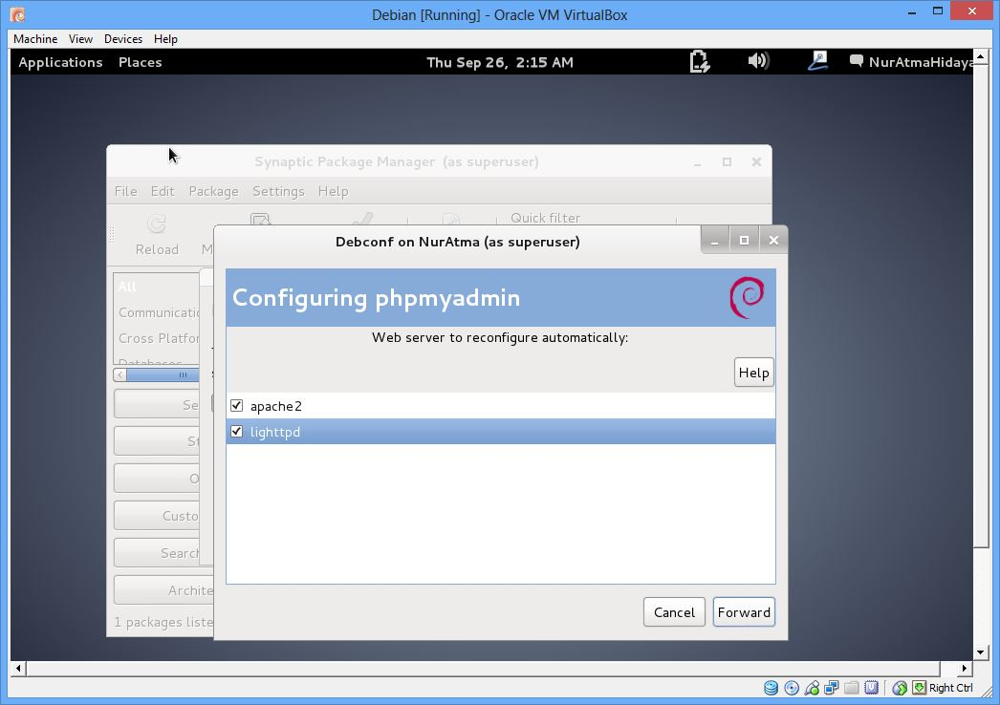 Debian [Running] - Oracle VM VirtualBox
Machine View Devices Help
Applications Places Thu Sep 26, 2:15 AM NurAtmaHidaya
Synaptic Package Manager (as superuser)
File Edit Package Settings Help
Quick filter
Reload M
Debconf on NurAtma (as superuser)
All
Communicatio
Cross Platfor
Databases
Configuring phpmyadmin
Web server to reconfigure automatically:
Help
apache2
lighttpd
Se
St
O
Custo
Search
Archite
1 packages liste
Cancel Forward
Right Ctrl